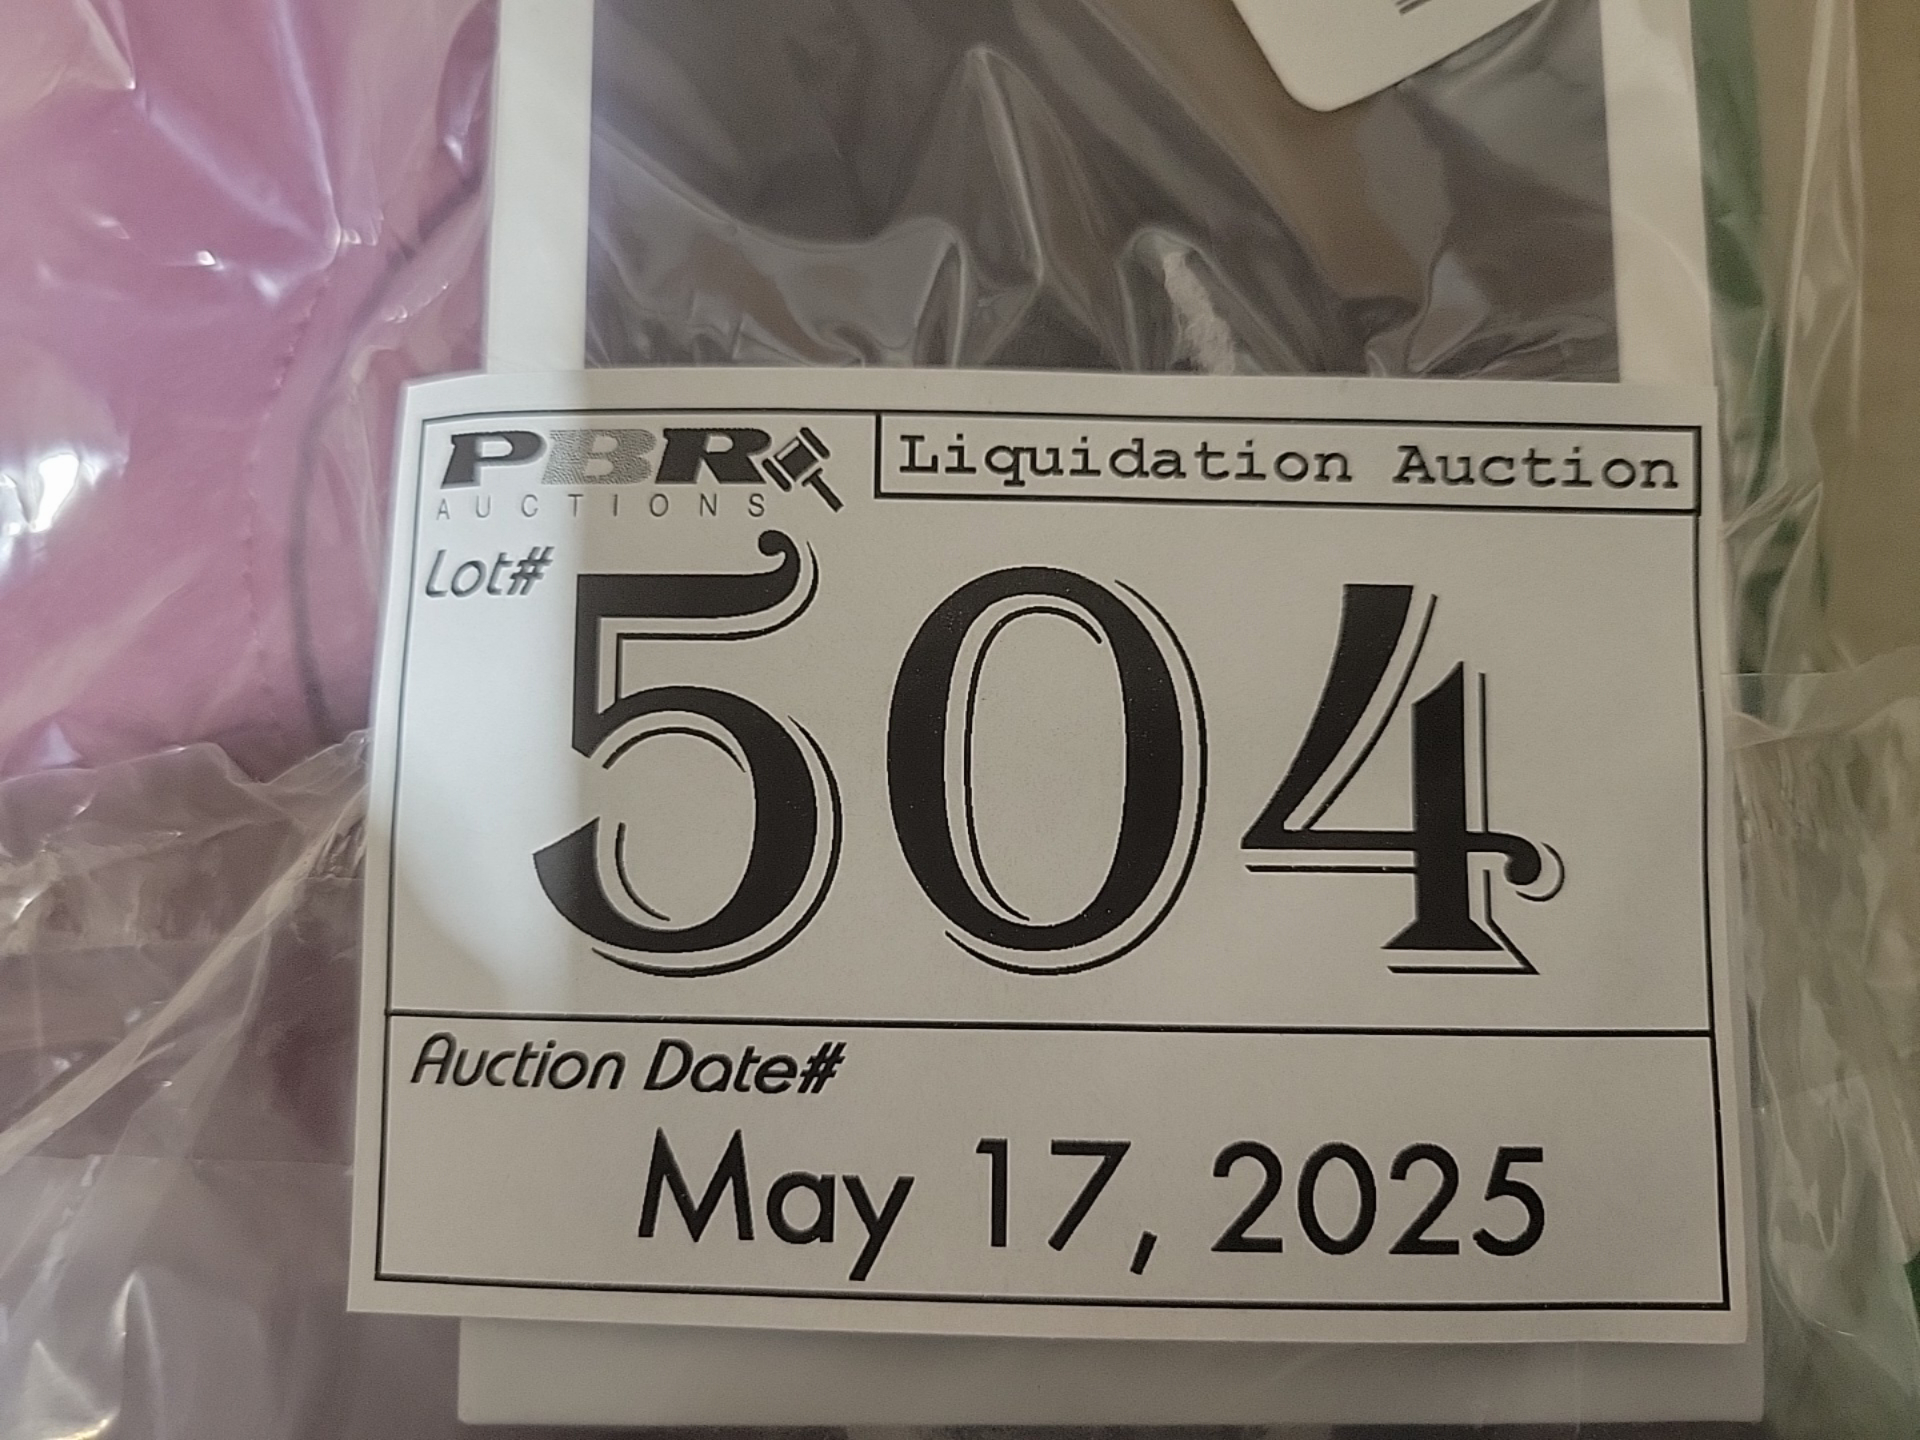 PBR
AUCTIONS
Liquidation Auction
Lot#
504
Auction Date#
May 17, 2025